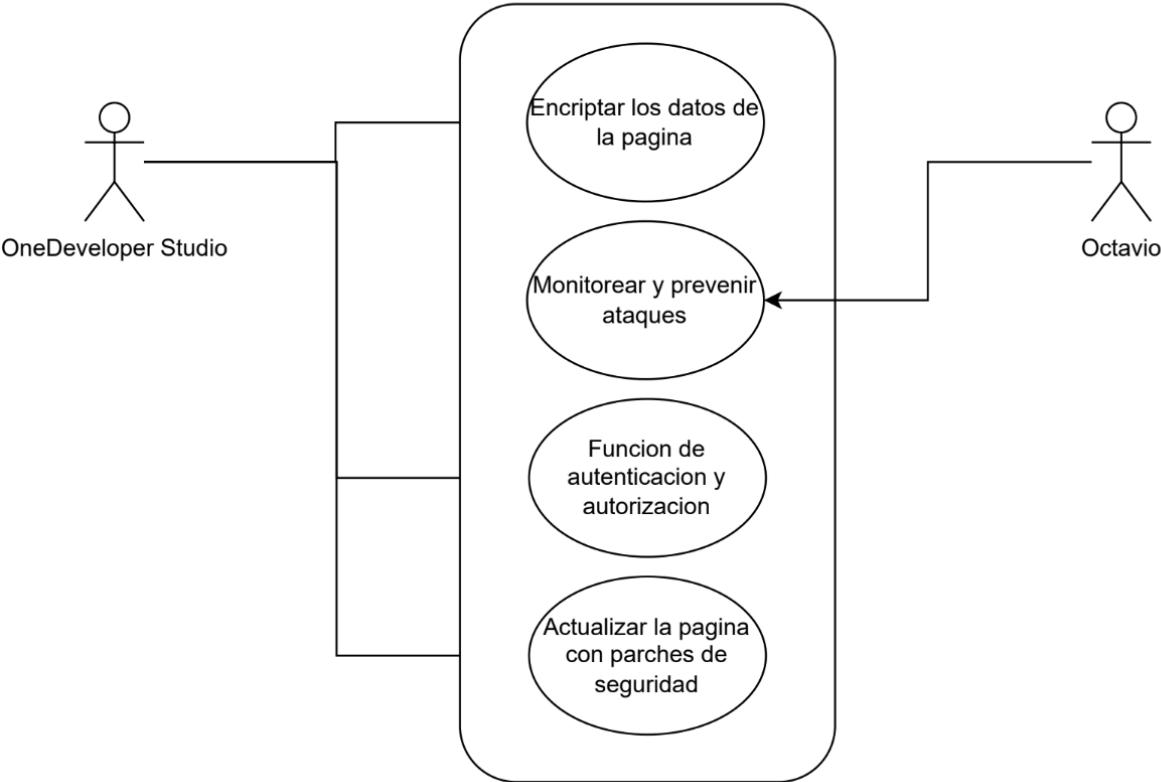 Encriptar los datos de
la pagina
OneDeveloper Studio
Octavio
Monitorear y prevenir
ataques
Funcion de
autenticacion y
autorizacion
Actualizar la pagina
con parches de
seguridad